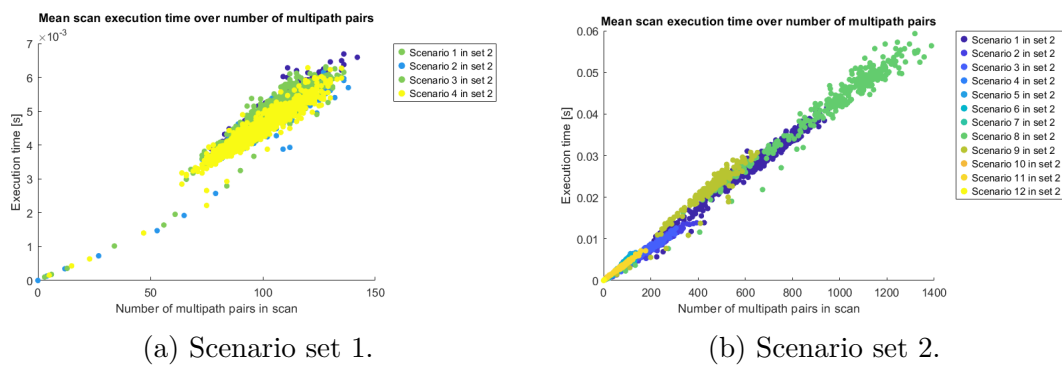 Mean scan execution time over number of multipath pairs
×10⁻³
7
6
5
4
3
2
1
0
Execution time [s]
0 50 100 150
Number of multipath pairs in scan
Scenario 1 in set 2
Scenario 2 in set 2
Scenario 3 in set 2
Scenario 4 in set 2
(a) Scenario set 1.
Mean scan execution time over number of multipath pairs
0.06
0.05
0.04
0.03
0.02
0.01
0
Execution time [s]
0 200 400 600 800 1000 1200 1400
Number of multipath pairs in scan
Scenario 1 in set 2
Scenario 2 in set 2
Scenario 3 in set 2
Scenario 4 in set 2
Scenario 5 in set 2
Scenario 6 in set 2
Scenario 7 in set 2
Scenario 8 in set 2
Scenario 9 in set 2
Scenario 10 in set 2
Scenario 11 in set 2
Scenario 12 in set 2
(b) Scenario set 2.